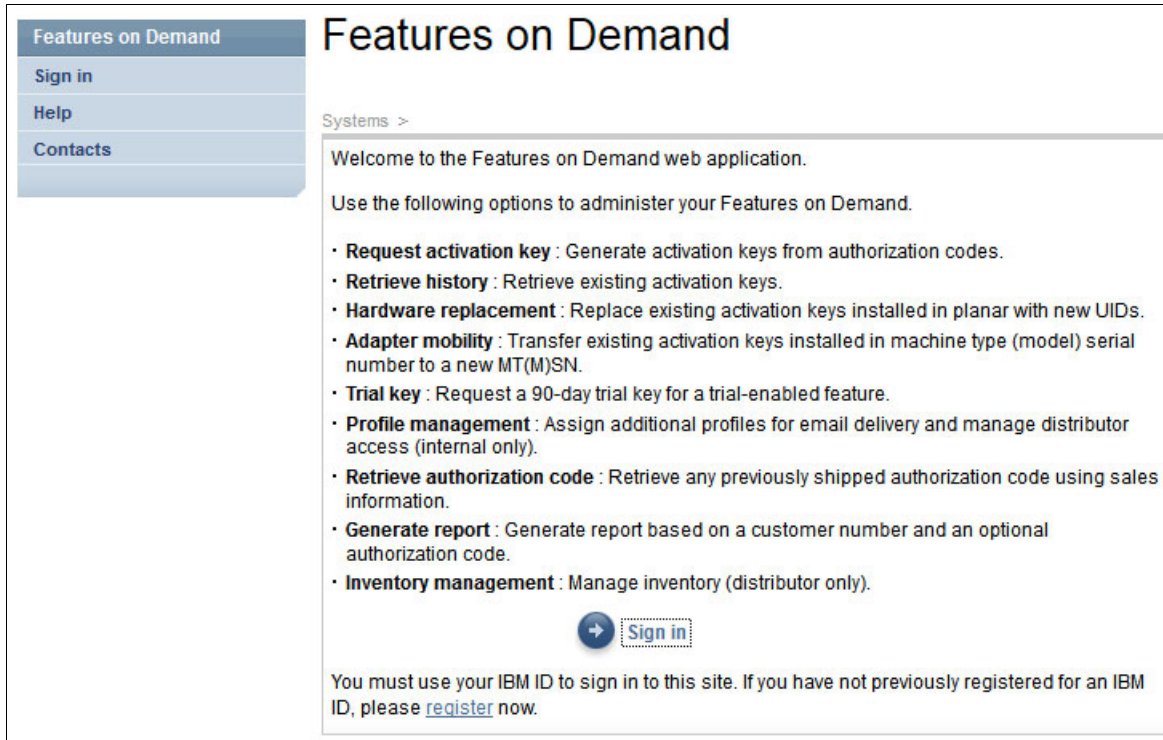 Features on Demand
Sign in
Help
Contacts
Features on Demand
Systems >
Welcome to the Features on Demand web application.
Use the following options to administer your Features on Demand.
· Request activation key : Generate activation keys from authorization codes.
· Retrieve history : Retrieve existing activation keys.
· Hardware replacement : Replace existing activation keys installed in planar with new UIDs.
· Adapter mobility : Transfer existing activation keys installed in machine type (model) serial
number to a new MT(M)SN.
· Trial key : Request a 90-day trial key for a trial-enabled feature.
· Profile management : Assign additional profiles for email delivery and manage distributor
access (internal only).
· Retrieve authorization code : Retrieve any previously shipped authorization code using sales
information.
· Generate report : Generate report based on a customer number and an optional
authorization code.
· Inventory management : Manage inventory (distributor only).
Sign in
You must use your IBM ID to sign in to this site. If you have not previously registered for an IBM
ID, please register now.